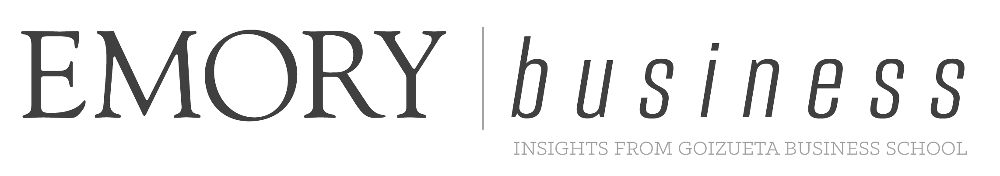 EMORY | business
INSIGHTS FROM GOIZUETA BUSINESS SCHOOL